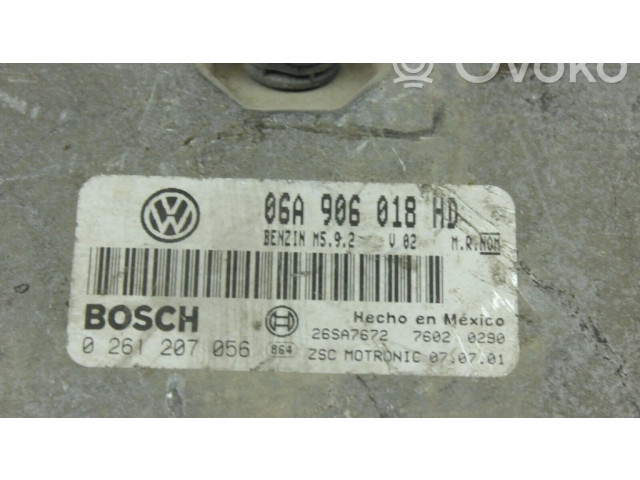 OVOKO
06A 906 018 HD
BENZIN M5.9.2 V 02 M.R.NOM
BOSCH
Hecho en México
26SA7672 7602 0290
0 261 207 056 864 ZSC MOTRONIC 07.07.01